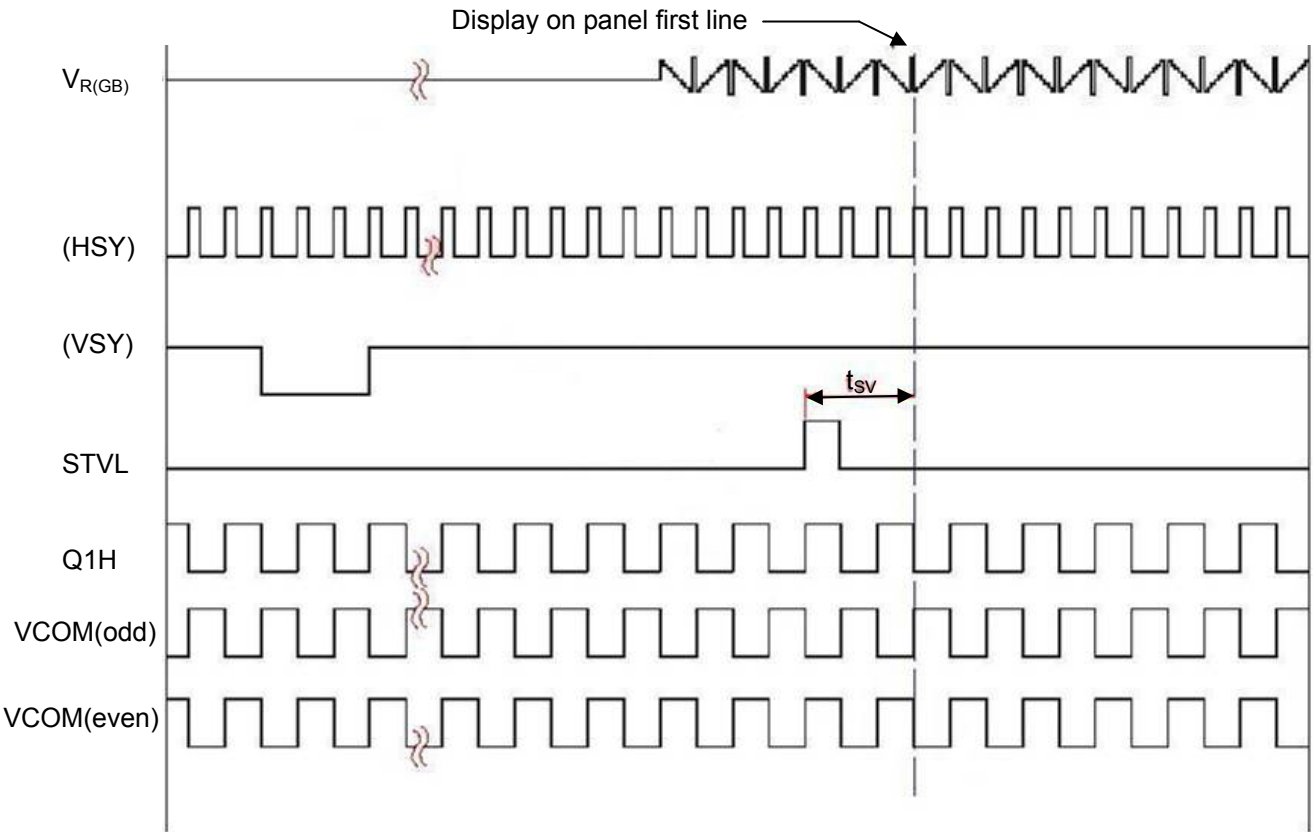 Display on panel first line
VR(GB)
(HSY)
(VSY)
tSV
STVL
Q1H
VCOM(odd)
VCOM(even)